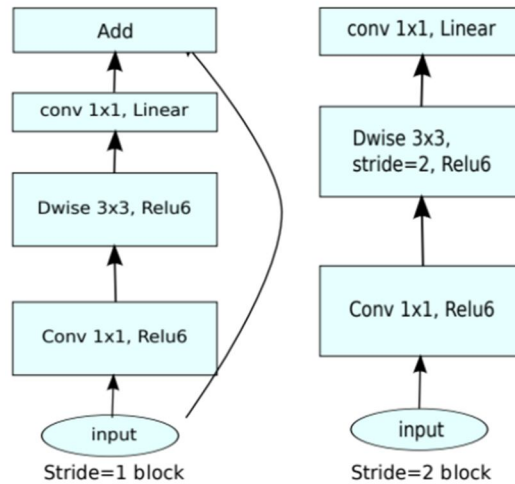 Add
conv 1x1, Linear
Dwise 3x3, Relu6
Conv 1x1, Relu6
input
Stride=1 block
conv 1x1, Linear
Dwise 3x3,
stride=2, Relu6
Conv 1x1, Relu6
input
Stride=2 block